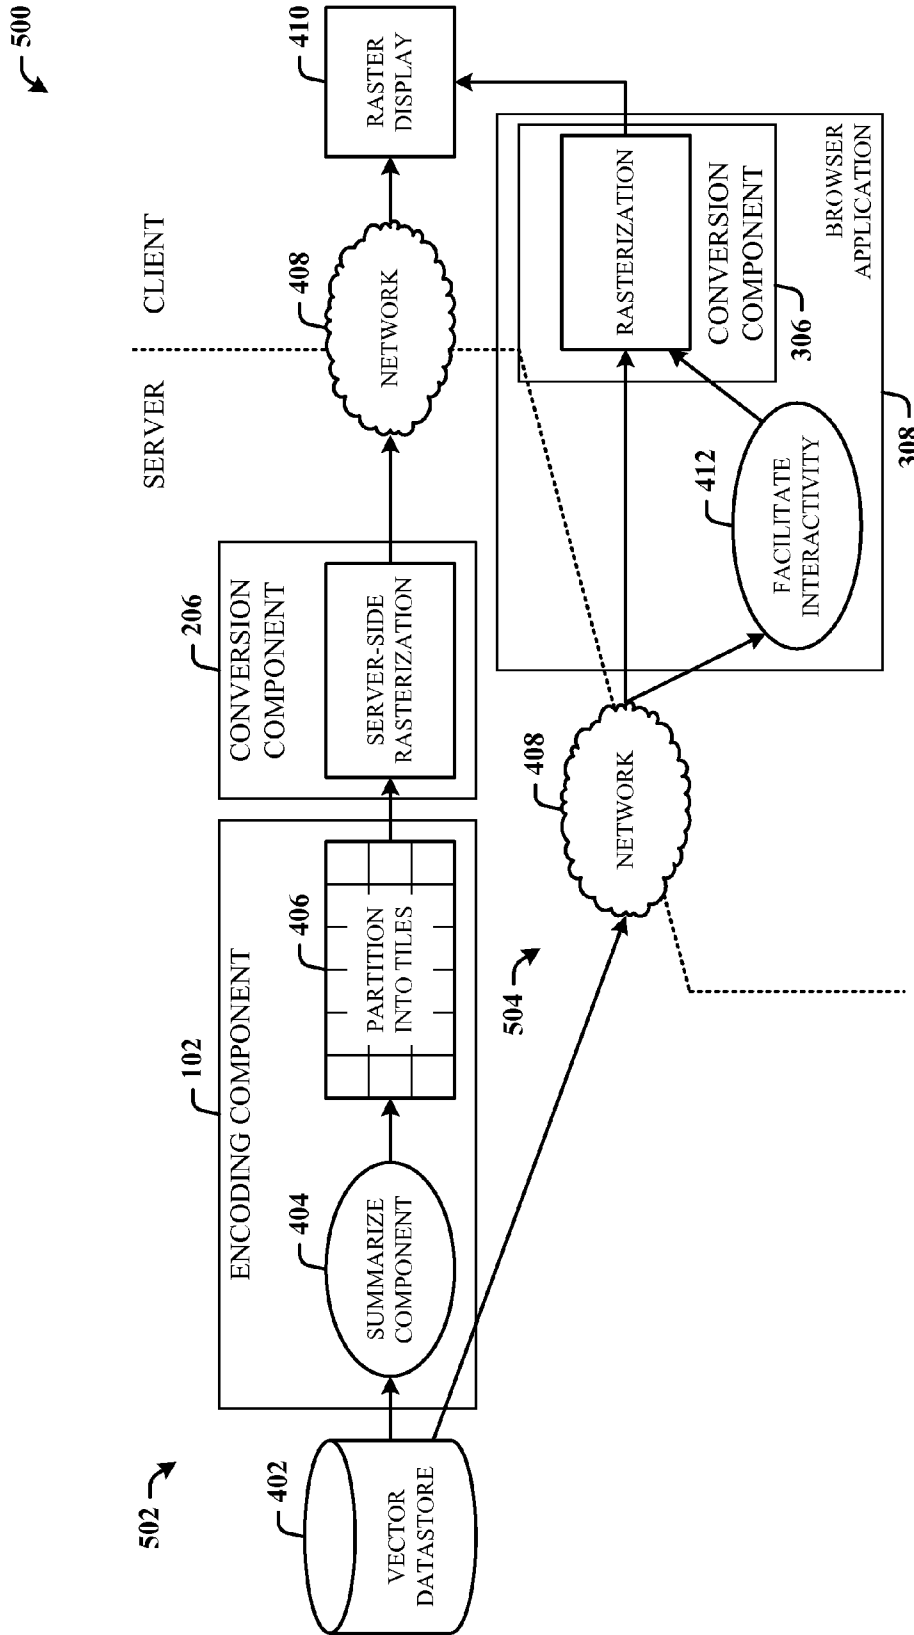 500
SERVER
CLIENT
502
402
VECTOR
DATASTORE
102
ENCODING COMPONENT
404
SUMMARIZE
COMPONENT
406
PARTITION
INTO TILES
206
CONVERSION
COMPONENT
SERVER-SIDE
RASTERIZATION
408
NETWORK
410
RASTER
DISPLAY
504
408
NETWORK
412
FACILITATE
INTERACTIVITY
RASTERIZATION
CONVERSION
COMPONENT
306
BROWSER
APPLICATION
308